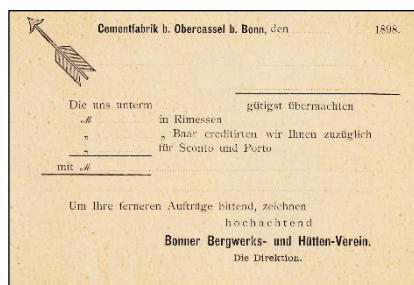 Cementfabrik b. Obercassel b. Bonn, den 1898.
Die uns unterm gütigst übermachten
ℳ in Rimessen
„ „ Baar creditirten wir Ihnen zuzüglich
„ für Sconto und Porto
mit ℳ
Um Ihre ferneren Aufträge bittend, zeichnen
hochachtend
Bonner Bergwerks- und Hütten-Verein.
Die Direktion.